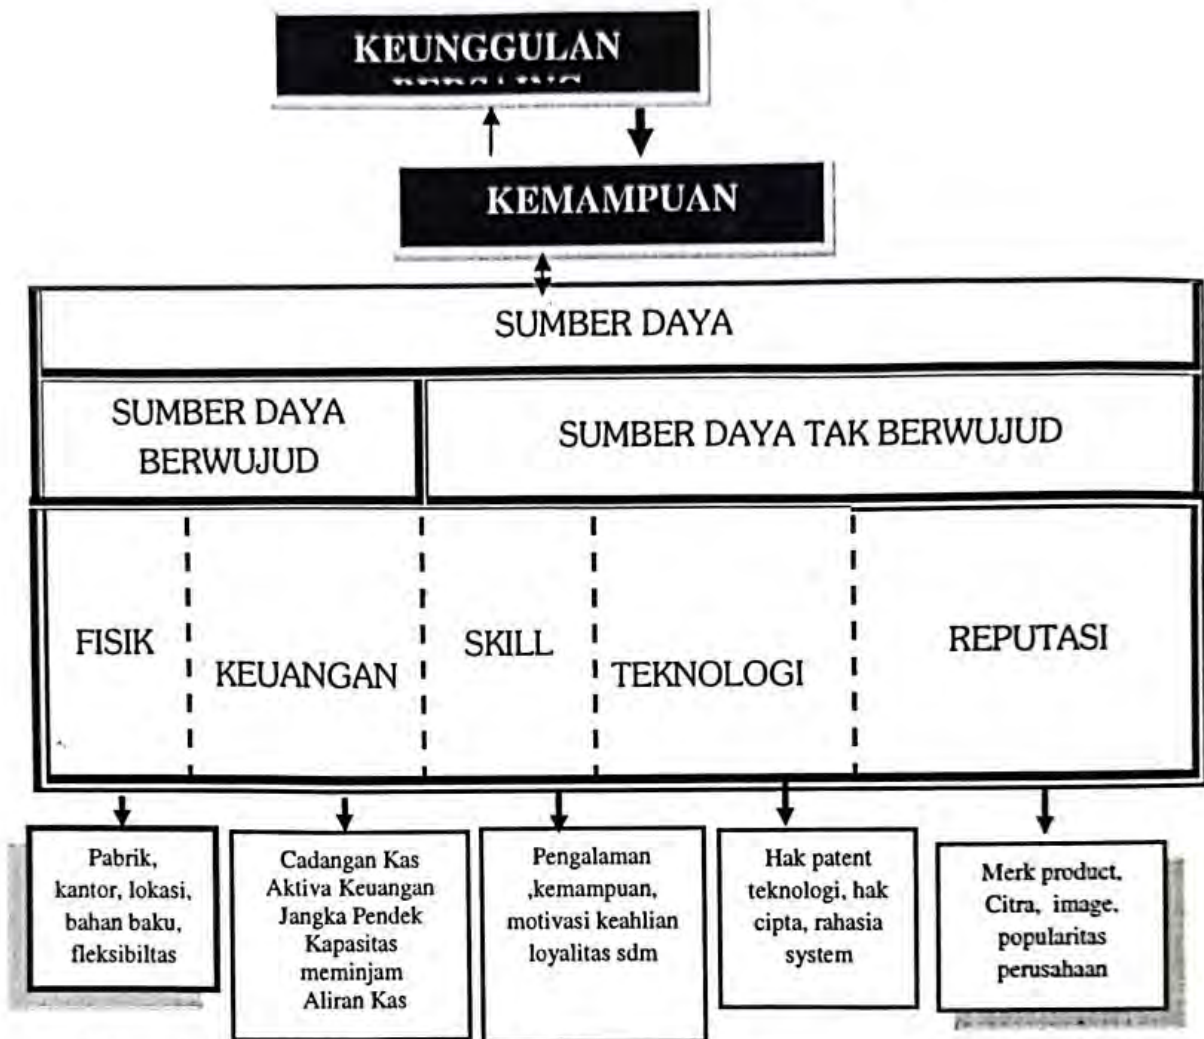 KEUNGGULAN
KEMAMPUAN
SUMBER DAYA
SUMBER DAYA
BERWUJUD
SUMBER DAYA TAK BERWUJUD
FISIK
KEUANGAN
SKILL
TEKNOLOGI
REPUTASI
Pabrik,
kantor, lokasi,
bahan baku,
fleksibiltas
Cadangan Kas
Aktiva Keuangan
Jangka Pendek
Kapasitas
meminjam
Aliran Kas
Pengalaman
,kemampuan,
motivasi keahlian
loyalitas sdm
Hak patent
teknologi, hak
cipta, rahasia
system
Merk product,
Citra, image,
popularitas
perusahaan